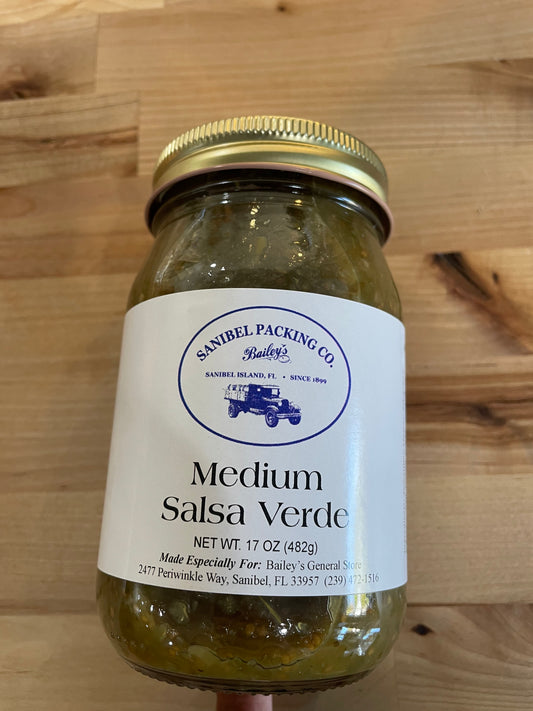 SANIBEL PACKING CO.
Bailey's
SANIBEL ISLAND, FL • SINCE 1899
Medium
Salsa Verde
NET WT. 17 OZ (482g)
Made Especially For: Bailey's General Store
2477 Periwinkle Way, Sanibel, FL 33957 (239) 472-1516